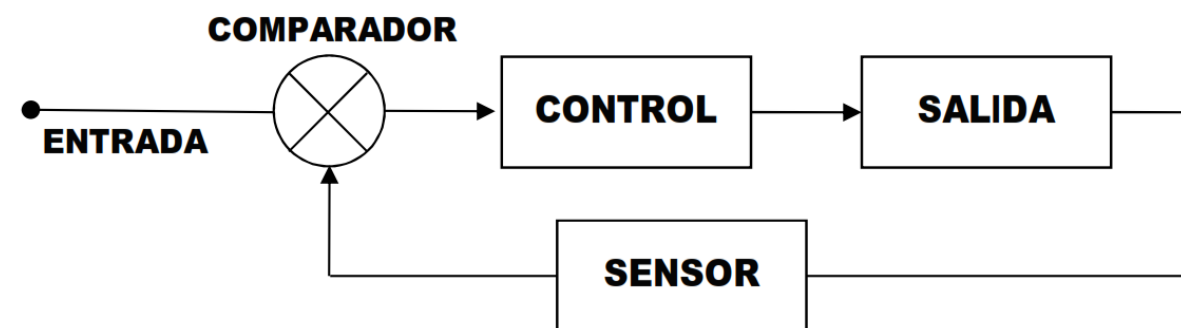 COMPARADOR
ENTRADA
CONTROL
SALIDA
SENSOR